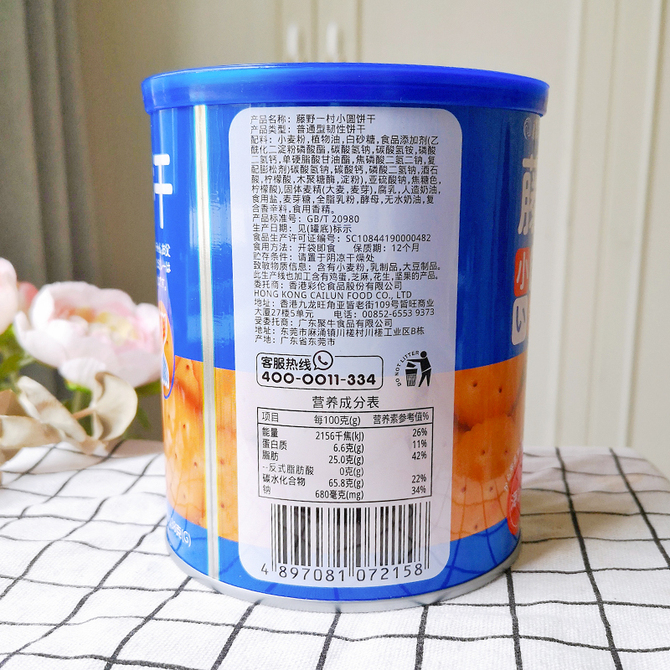 产品名称：藤野一村小圆饼干
产品类型：普通型韧性饼干
配料：小麦粉,植物油,白砂糖,食品添加剂(乙
酰化二淀粉磷酸酯,碳酸氢钠,碳酸氢铵,磷酸
二氢钙,单硬脂酸甘油酯,焦磷酸二氢二钠,复
配膨松剂(碳酸氢钠,碳酸钙,磷酸二氢钠,酒石
酸,柠檬酸,木聚糖酶,淀粉),亚硫酸钠,焦糖色,
柠檬酸),固体麦精(大麦,麦芽),腐乳,人造奶油,
食用盐,麦芽糖,全脂乳粉,酵母,无水奶油,复
合香辛料,食用香精。
产品标准号：GB/T 20980
生产日期：见(罐底)标示
食品生产许可证编号：SC10844190000482
食用方法：开袋即食 保质期：12个月
贮存条件：请置于阴凉干燥处
致敏物质信息：含有小麦粉,乳制品,大豆制品。
此生产线也加工含有鸡蛋,芝麻,花生,坚果的产品。
委托商：香港彩伦食品股份有限公司
HONG KONG CAILUN FOOD CO., LTD
地址：香港九龙旺角亚皆老街109号皆旺商业
大厦27楼5单元 电话：00852-6553 9373
受委托商：广东聚牛食品有限公司
地址：东莞市麻涌镇川槎村川槎工业区B栋
产地：广东省东莞市
客服热线
400-0011-334
DO NOT LITTER
营养成分表
项目 每100克(g) 营养素参考值%
能量 2156千焦(kJ) 26%
蛋白质 6.6克(g) 11%
脂肪 25.0克(g) 42%
--反式脂肪酸 0克(g)
碳水化合物 65.8克(g) 22%
钠 680毫克(mg) 34%
4 897081 072158
干
藤
小
い